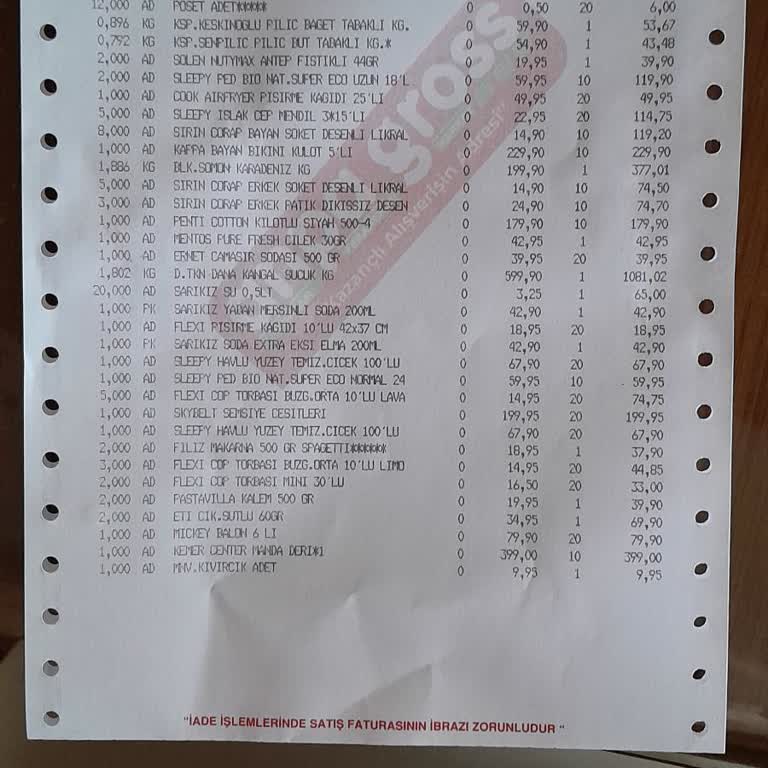 12,000 AD POSET ADET***** 0 0,50 20 6,00
0,896 KG KSP.KESKINOGLU PILIC BAGET TABAKLI KG. 0 59,90 1 53,67
0,792 KG KSP.SENPILIC PILIC BUT TABAKLI KG.* 0 54,90 1 43,48
2,000 AD SOLEN NUTYMAX ANTEP FISTIKLI 44GR 0 19,95 1 39,90
2,000 AD SLEEPY PED BIO NAT.SUPER ECO UZUN 18'L 0 59,95 10 119,90
1,000 AD COOK AIRFRYER PISIRME KAGIDI 25'LI 0 49,95 20 49,95
5,000 AD SLEEPY ISLAK CEP MENDIL 3X15'LI 0 22,95 20 114,75
8,000 AD SIRIN CORAP BAYAN SOKET DESENLI LIKRAL 0 14,90 10 119,20
1,000 AD KAPPA BAYAN BIKINI KULOT 5'LI 0 229,90 10 229,90
1,886 KG BLK.SOMON KARADENIZ KG 0 199,90 1 377,01
5,000 AD SIRIN CORAP ERKEK SOKET DESENLI LIKRAL 0 14,90 10 74,50
3,000 AD SIRIN CORAP ERKEK PATIK DIKISSIZ DESEN 0 24,90 10 74,70
1,000 AD PENTI COTTON KILOTLU SIYAH 500-4 0 179,90 10 179,90
1,000 AD MENTOS PURE FRESH CILEK 30GR 0 42,95 1 42,95
1,000 AD ERNET CAMASIR SODASI 500 GR 0 39,95 20 39,95
1,802 KG D.TKN DANA KANGAL SUCUK KG 0 599,90 1 1081,02
20,000 AD SARIKIZ SU 0,5LT 0 3,25 1 65,00
1,000 PK SARIKIZ YABAN MERSINLI SODA 200ML 0 42,90 1 42,90
1,000 AD FLEXI PISIRME KAGIDI 10'LU 42x37 CM 0 18,95 20 18,95
1,000 PK SARIKIZ SODA EXTRA EKSI ELMA 200ML 0 42,90 1 42,90
1,000 AD SLEEPY HAVLU YUZEY TEMIZ.CICEK 100'LU 0 67,90 20 67,90
1,000 AD SLEEPY PED BIO NAT.SUPER ECO NORMAL 24 0 59,95 10 59,95
5,000 AD FLEXI COP TORBASI BUZG.ORTA 10'LU LAVA 0 14,95 20 74,75
1,000 AD SKYBELT SEMSIYE CESITLERI 0 199,95 20 199,95
1,000 AD SLEEPY HAVLU YUZEY TEMIZ.CICEK 100'LU 0 67,90 20 67,90
2,000 AD FILIZ MAKARNA 500 GR SPAGETTI****** 0 18,95 1 37,90
3,000 AD FLEXI COP TORBASI BUZG.ORTA 10'LU LIMO 0 14,95 20 44,85
2,000 AD FLEXI COP TORBASI MINI 30'LU 0 16,50 20 33,00
2,000 AD PASTAVILLA KALEM 500 GR 0 19,95 1 39,90
2,000 AD ETI CIK.SUTLU 60GR 0 34,95 1 69,90
1,000 AD MICKEY BALON 6 LI 0 79,90 20 79,90
1,000 AD KEMER CENTER MANDA DERI*1 0 399,00 10 399,00
1,000 AD MNV.KIVIRCIK ADET 0 9,95 1 9,95
gross
Kazançlı Alışverişin Adresi"
"İADE İŞLEMLERİNDE SATIŞ FATURASININ İBRAZI ZORUNLUDUR "